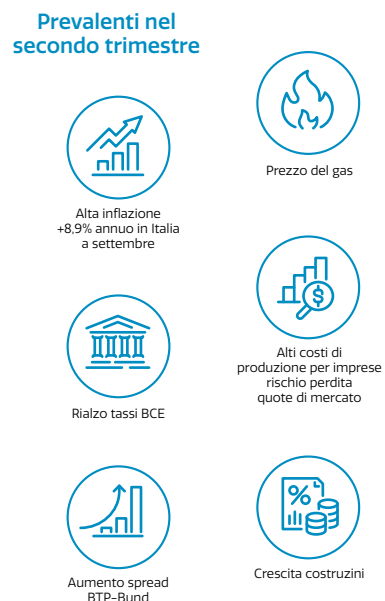 Prevalenti nel
secondo trimestre
Prezzo del gas
Alta inflazione
+8,9% annuo in Italia
a settembre
Alti costi di
produzione per imprese
rischio perdita
quote di mercato
Rialzo tassi BCE
Crescita costruzini
Aumento spread
BTP-Bund